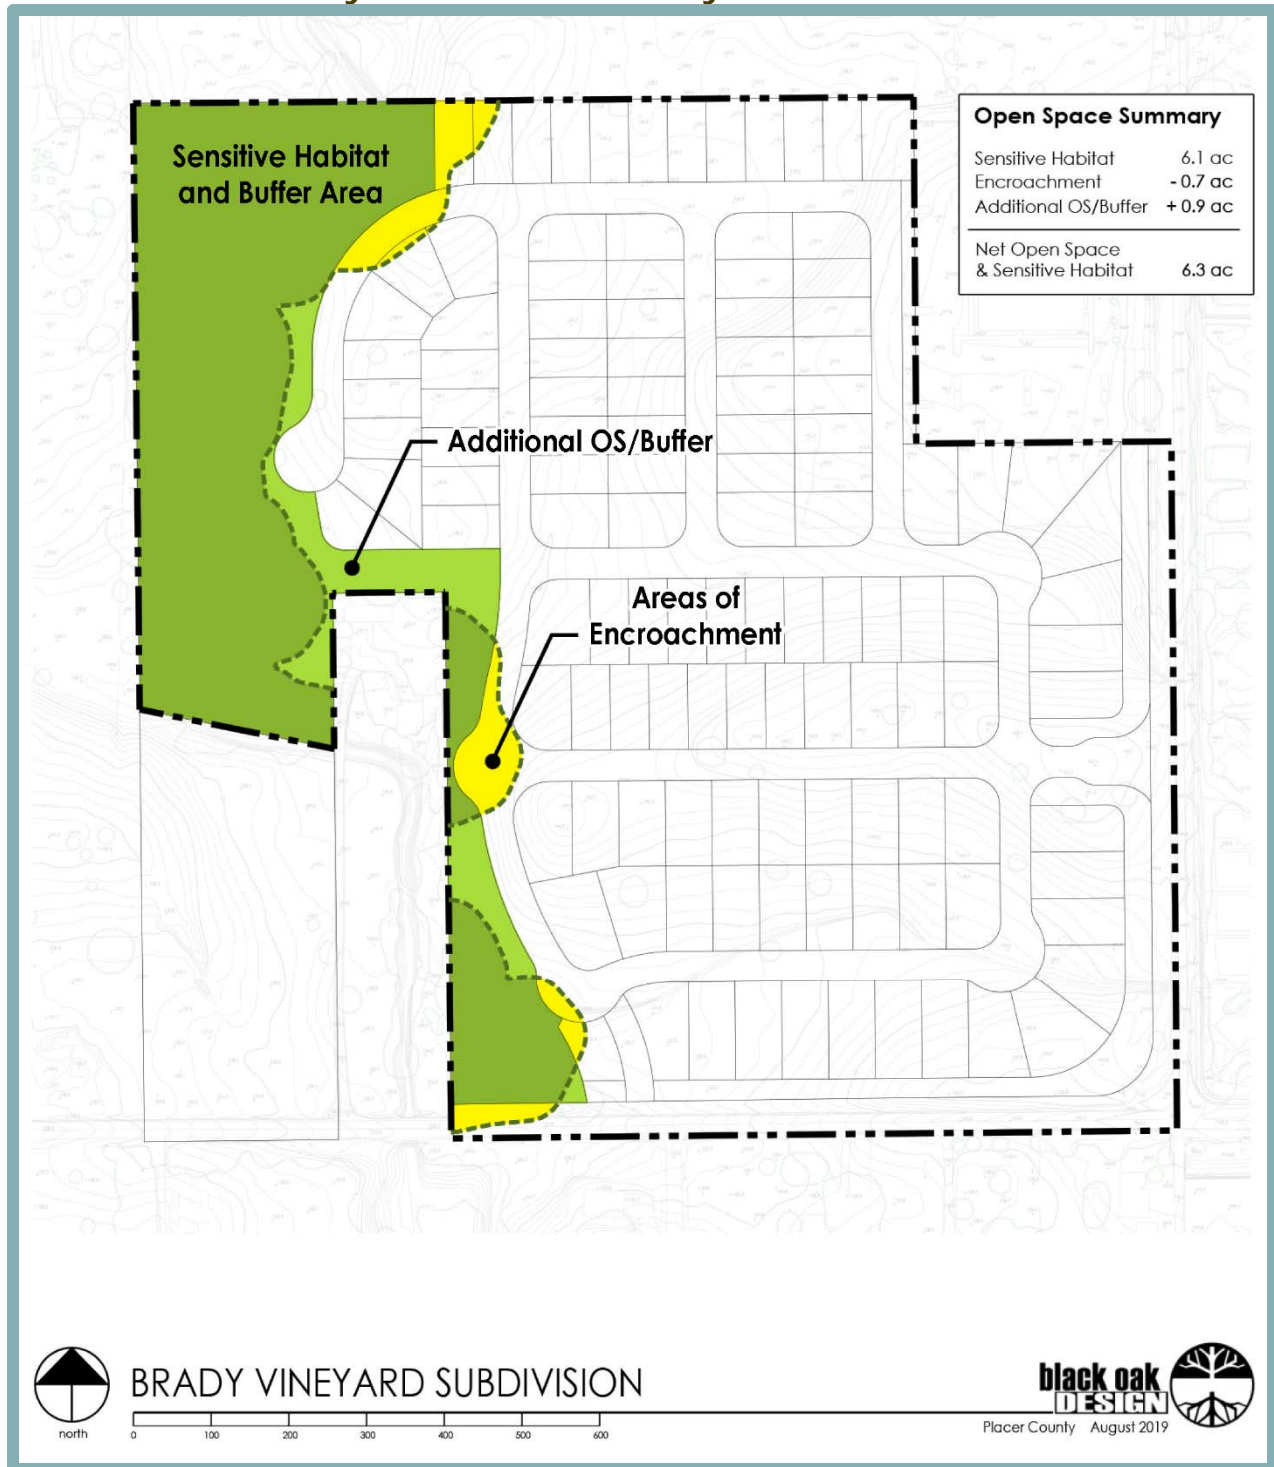 Sensitive Habitat
and Buffer Area
Open Space Summary
Sensitive Habitat 6.1 ac
Encroachment - 0.7 ac
Additional OS/Buffer + 0.9 ac
Net Open Space
& Sensitive Habitat 6.3 ac
Additional OS/Buffer
Areas of
Encroachment
BRADY VINEYARD SUBDIVISION
north
0 100 200 300 400 500 600
black oak
DESIGN
Placer County August 2019